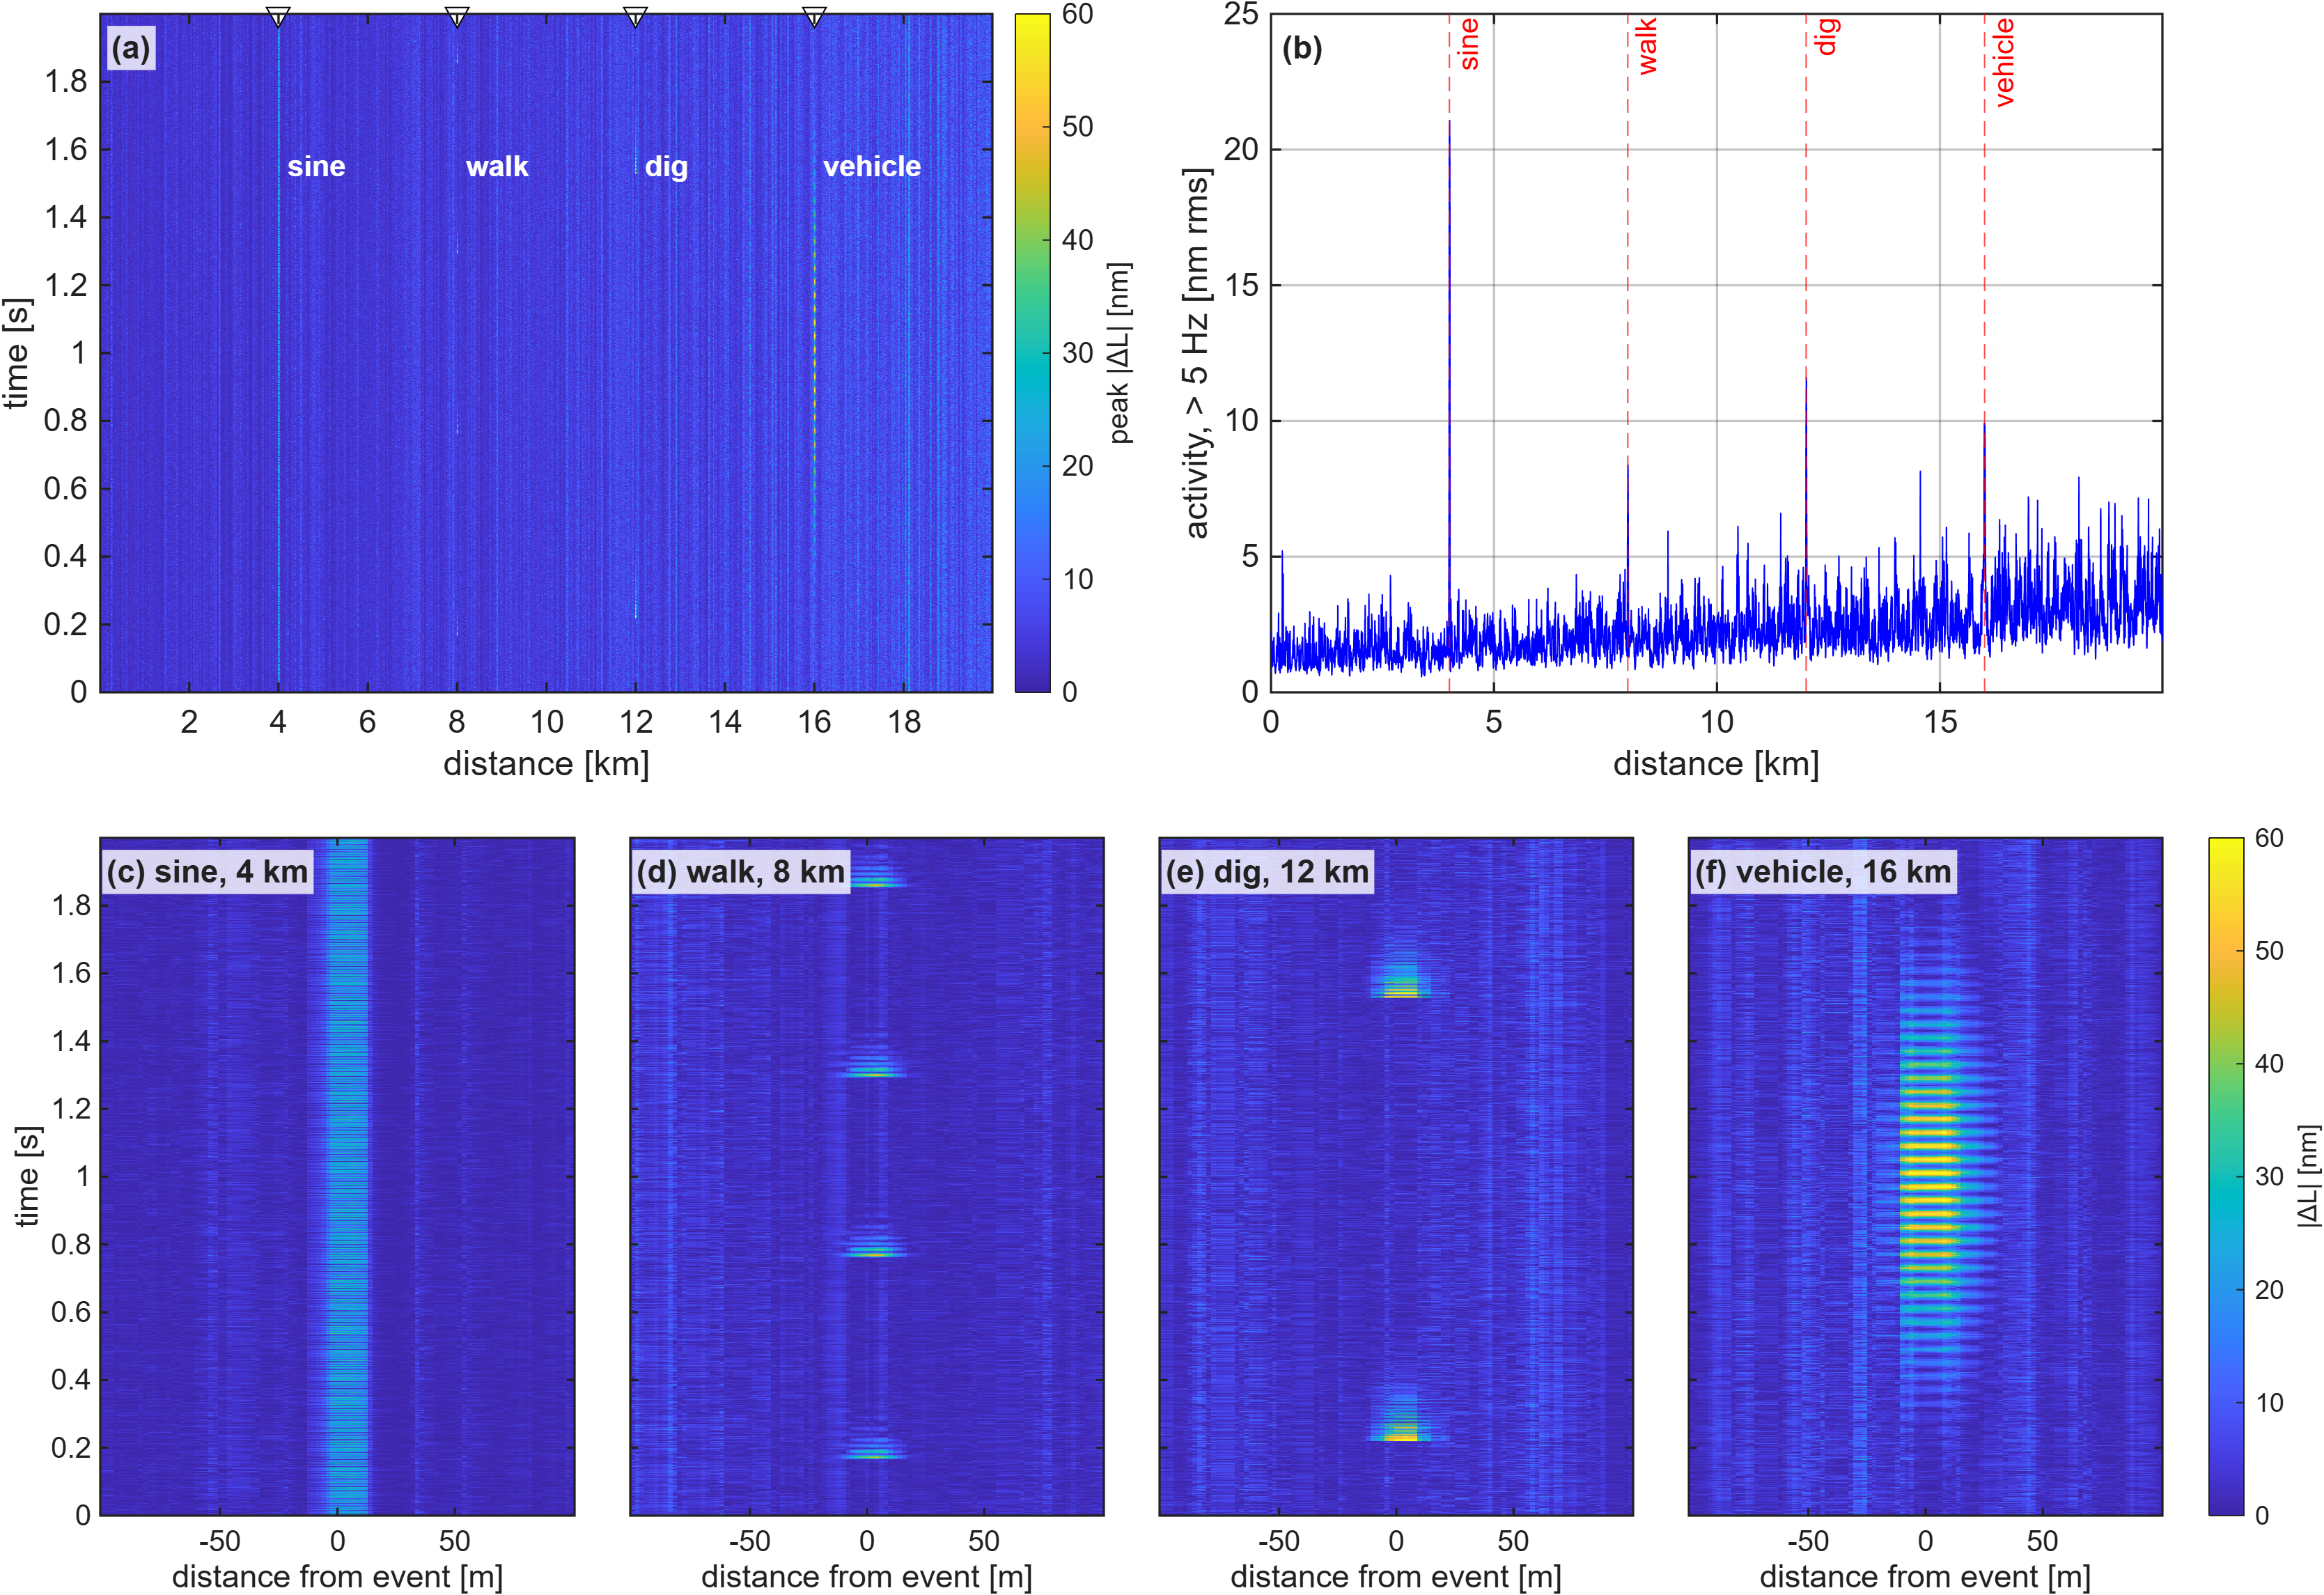 (a)
sine
walk
dig
vehicle
1.8
1.6
1.4
1.2
1
0.8
0.6
0.4
0.2
0
time [s]
2
4
6
8
10
12
14
16
18
distance [km]
60
50
40
30
20
10
0
peak |ΔL| [nm]
(b)
sine
walk
dig
vehicle
25
20
15
10
5
0
activity, > 5 Hz [nm rms]
0
5
10
15
distance [km]
(c) sine, 4 km
1.8
1.6
1.4
1.2
1
0.8
0.6
0.4
0.2
0
time [s]
-50
0
50
distance from event [m]
(d) walk, 8 km
-50
0
50
distance from event [m]
(e) dig, 12 km
-50
0
50
distance from event [m]
(f) vehicle, 16 km
-50
0
50
distance from event [m]
60
50
40
30
20
10
0
|ΔL| [nm]